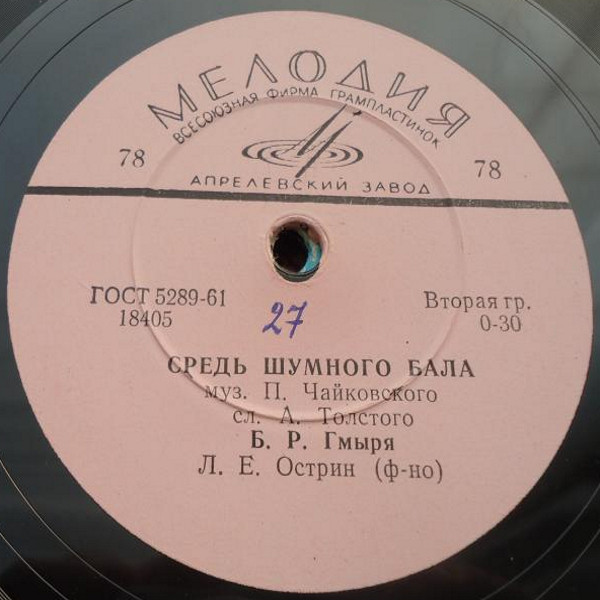 МЕЛОДИЯ
ВСЕСОЮЗНАЯ ФИРМА ГРАМПЛАСТИНОК
78 78
АПРЕЛЕВСКИЙ ЗАВОД
ГОСТ 5289-61 Вторая гр.
18405 27 0-30
СРЕДЬ ШУМНОГО БАЛА
муз. П. Чайковского
сл. А. Толстого
Б. Р. Гмыря
Л. Е. Острин (ф-но)